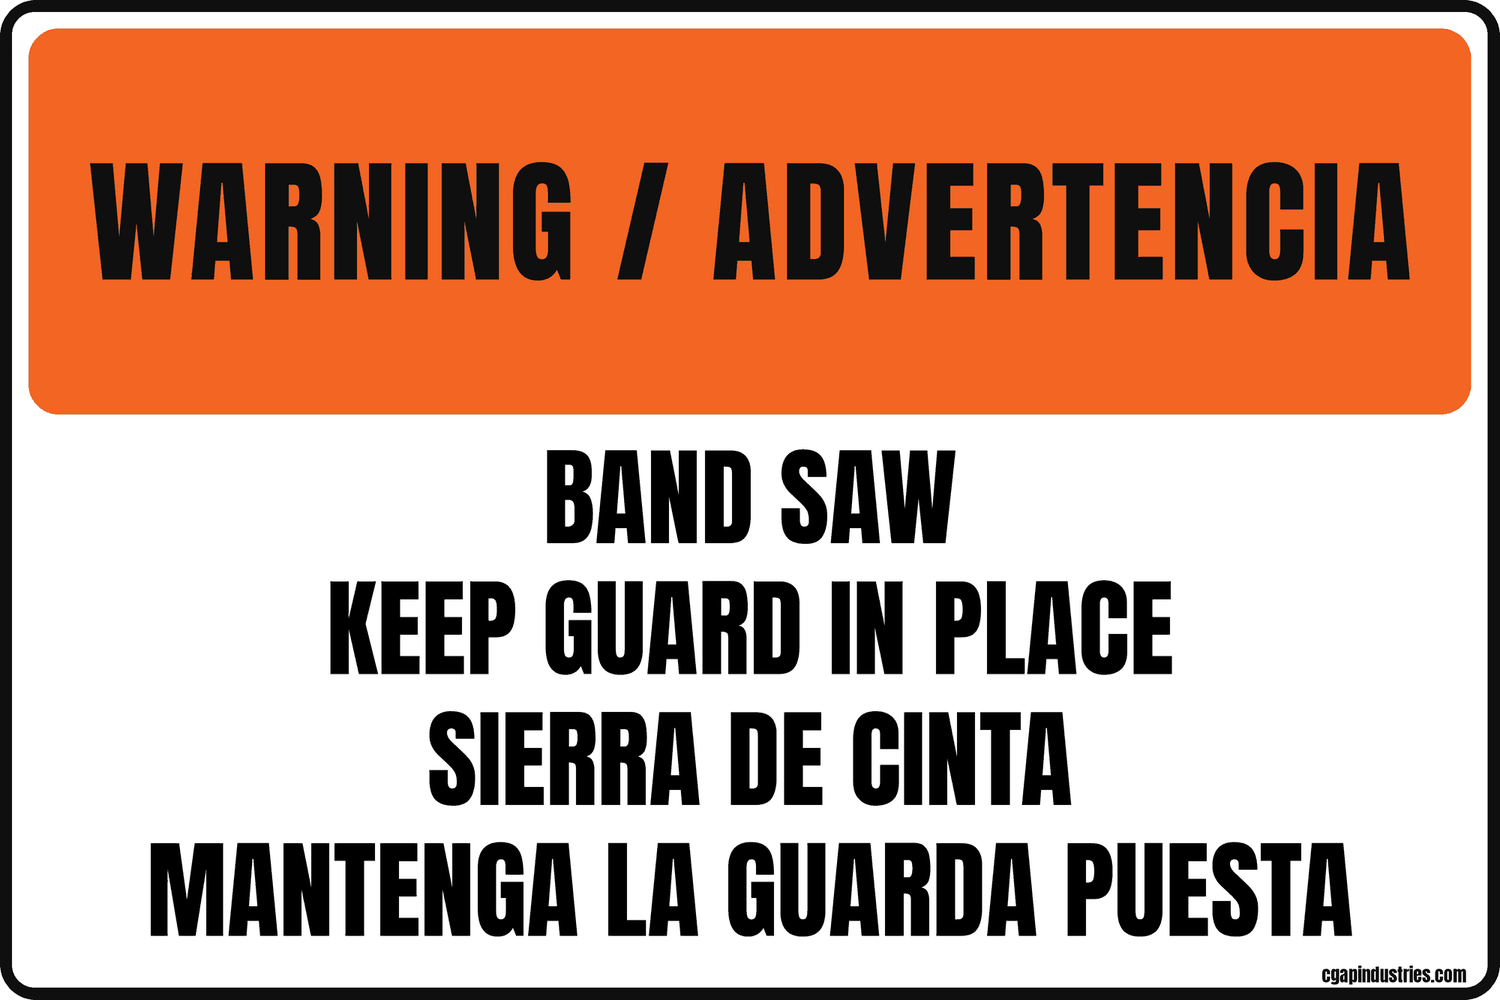 WARNING / ADVERTENCIA
BAND SAW
KEEP GUARD IN PLACE
SIERRA DE CINTA
MANTENGA LA GUARDA PUESTA
cgapindustries.com